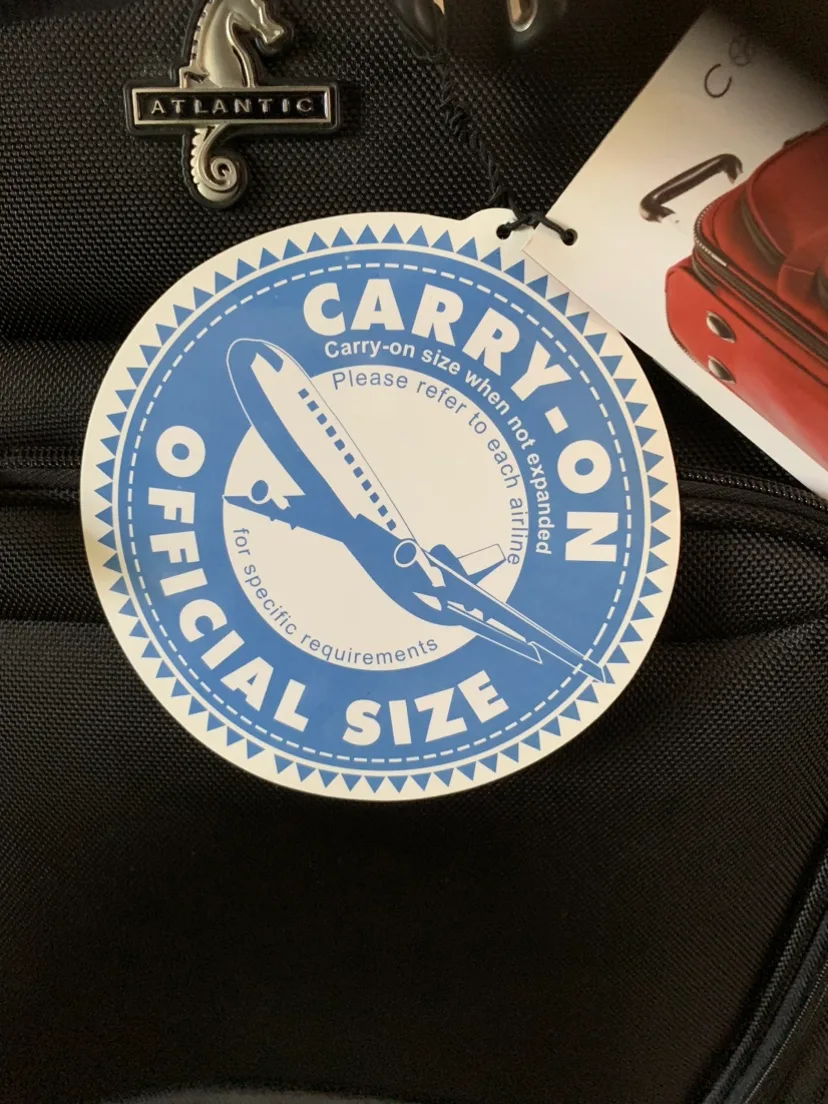 ATLANTIC
CARRY-ON
Carry-on size when not expanded
Please refer to each airline
for specific requirements
OFFICIAL SIZE